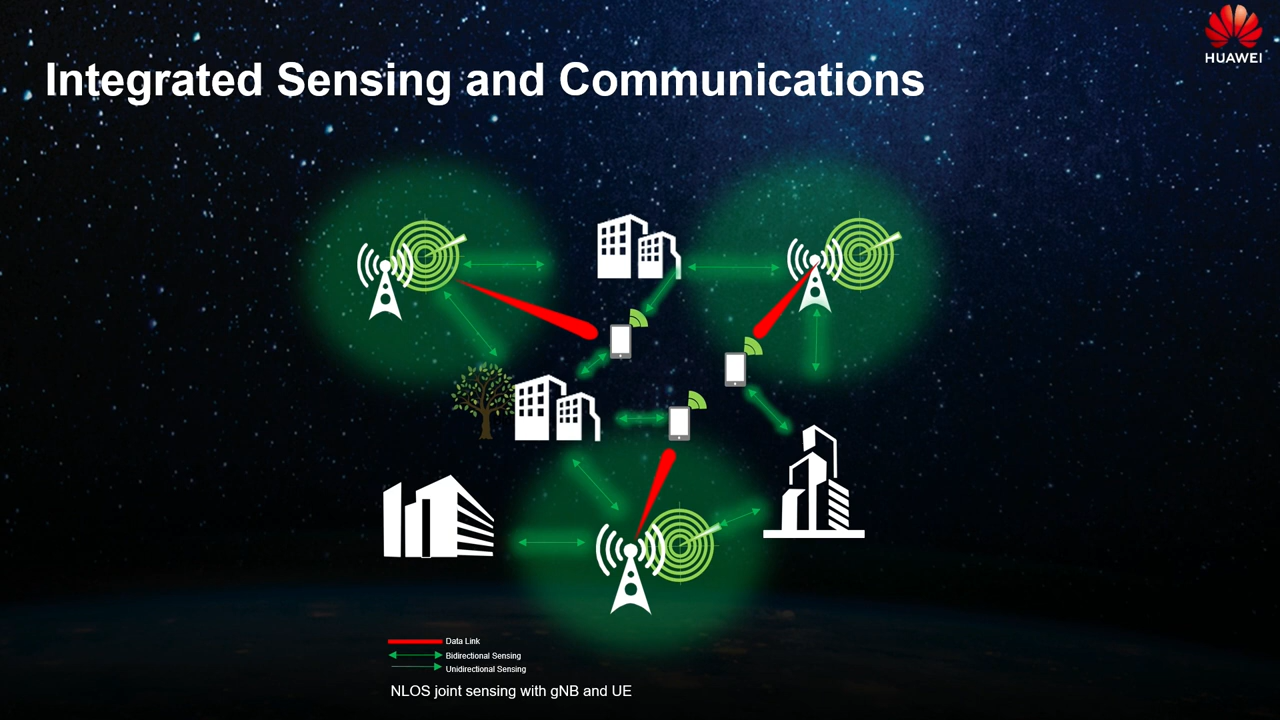 HUAWEI
Integrated Sensing and Communications
Data Link
Bidirectional Sensing
Unidirectional Sensing
NLOS joint sensing with gNB and UE